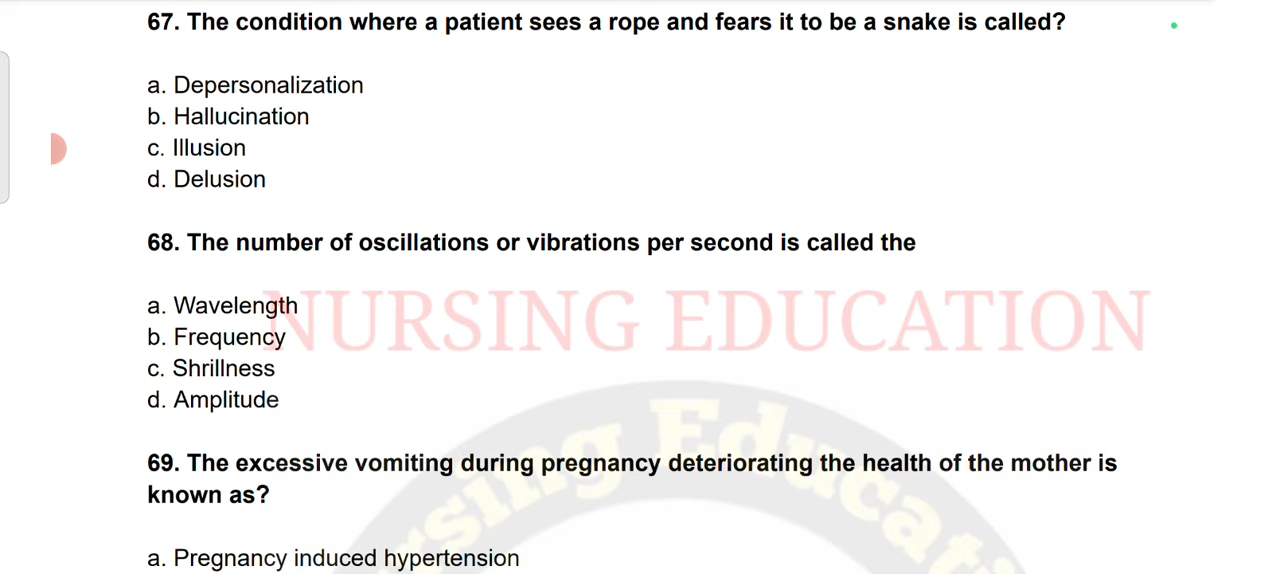 67. The condition where a patient sees a rope and fears it to be a snake is called?
a. Depersonalization
b. Hallucination
c. Illusion
d. Delusion
68. The number of oscillations or vibrations per second is called the
a. Wavelength
NURSING EDUCATION
b. Frequency
c. Shrillness
d. Amplitude
69. The excessive vomiting during pregnancy deteriorating the health of the mother is
known as?
a. Pregnancy induced hypertension